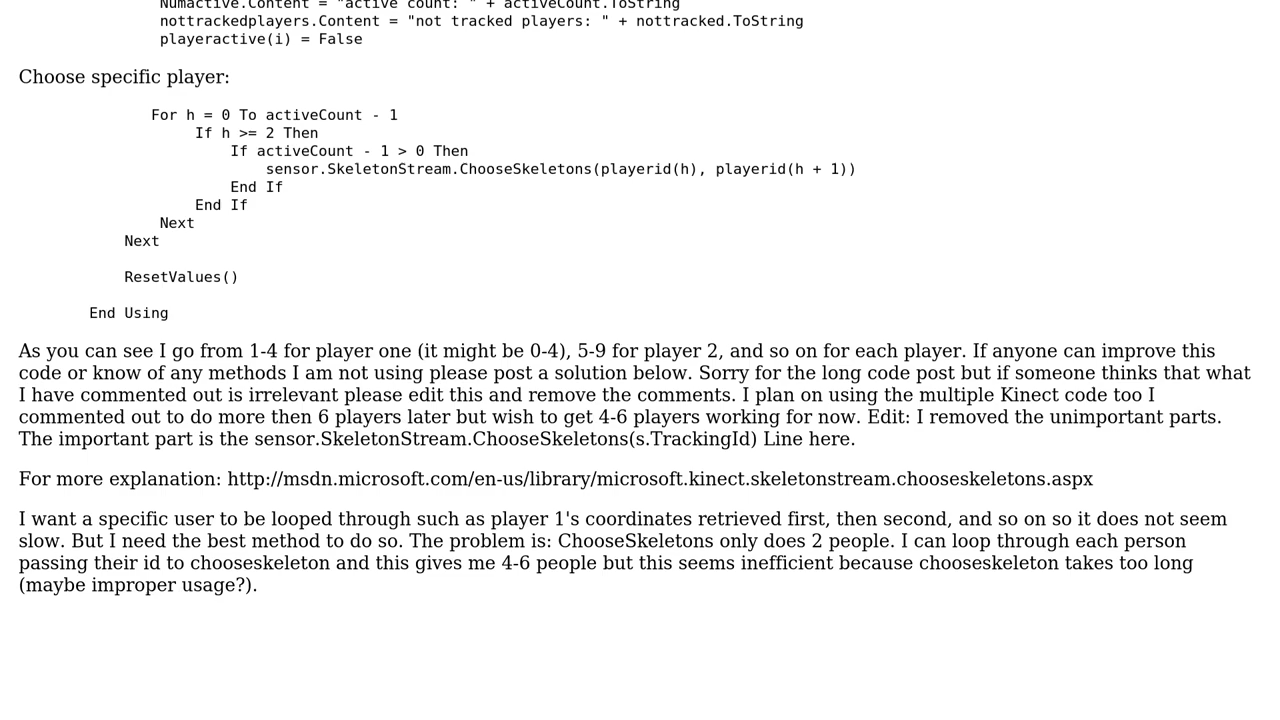 Numactive.Content = "active count: " + activeCount.ToString
nottrackedplayers.Content = "not tracked players: " + nottracked.ToString
playeractive(i) = False
Choose specific player:
For h = 0 To activeCount - 1
If h >= 2 Then
If activeCount - 1 > 0 Then
sensor.SkeletonStream.ChooseSkeletons(playerid(h), playerid(h + 1))
End If
End If
Next
Next
ResetValues()
End Using
As you can see I go from 1-4 for player one (it might be 0-4), 5-9 for player 2, and so on for each player. If anyone can improve this
code or know of any methods I am not using please post a solution below. Sorry for the long code post but if someone thinks that what
I have commented out is irrelevant please edit this and remove the comments. I plan on using the multiple Kinect code too I
commented out to do more then 6 players later but wish to get 4-6 players working for now. Edit: I removed the unimportant parts.
The important part is the sensor.SkeletonStream.ChooseSkeletons(s.TrackingId) Line here.
For more explanation: http://msdn.microsoft.com/en-us/library/microsoft.kinect.skeletonstream.chooseskeletons.aspx
I want a specific user to be looped through such as player 1's coordinates retrieved first, then second, and so on so it does not seem
slow. But I need the best method to do so. The problem is: ChooseSkeletons only does 2 people. I can loop through each person
passing their id to chooseskeleton and this gives me 4-6 people but this seems inefficient because chooseskeleton takes too long
(maybe improper usage?).